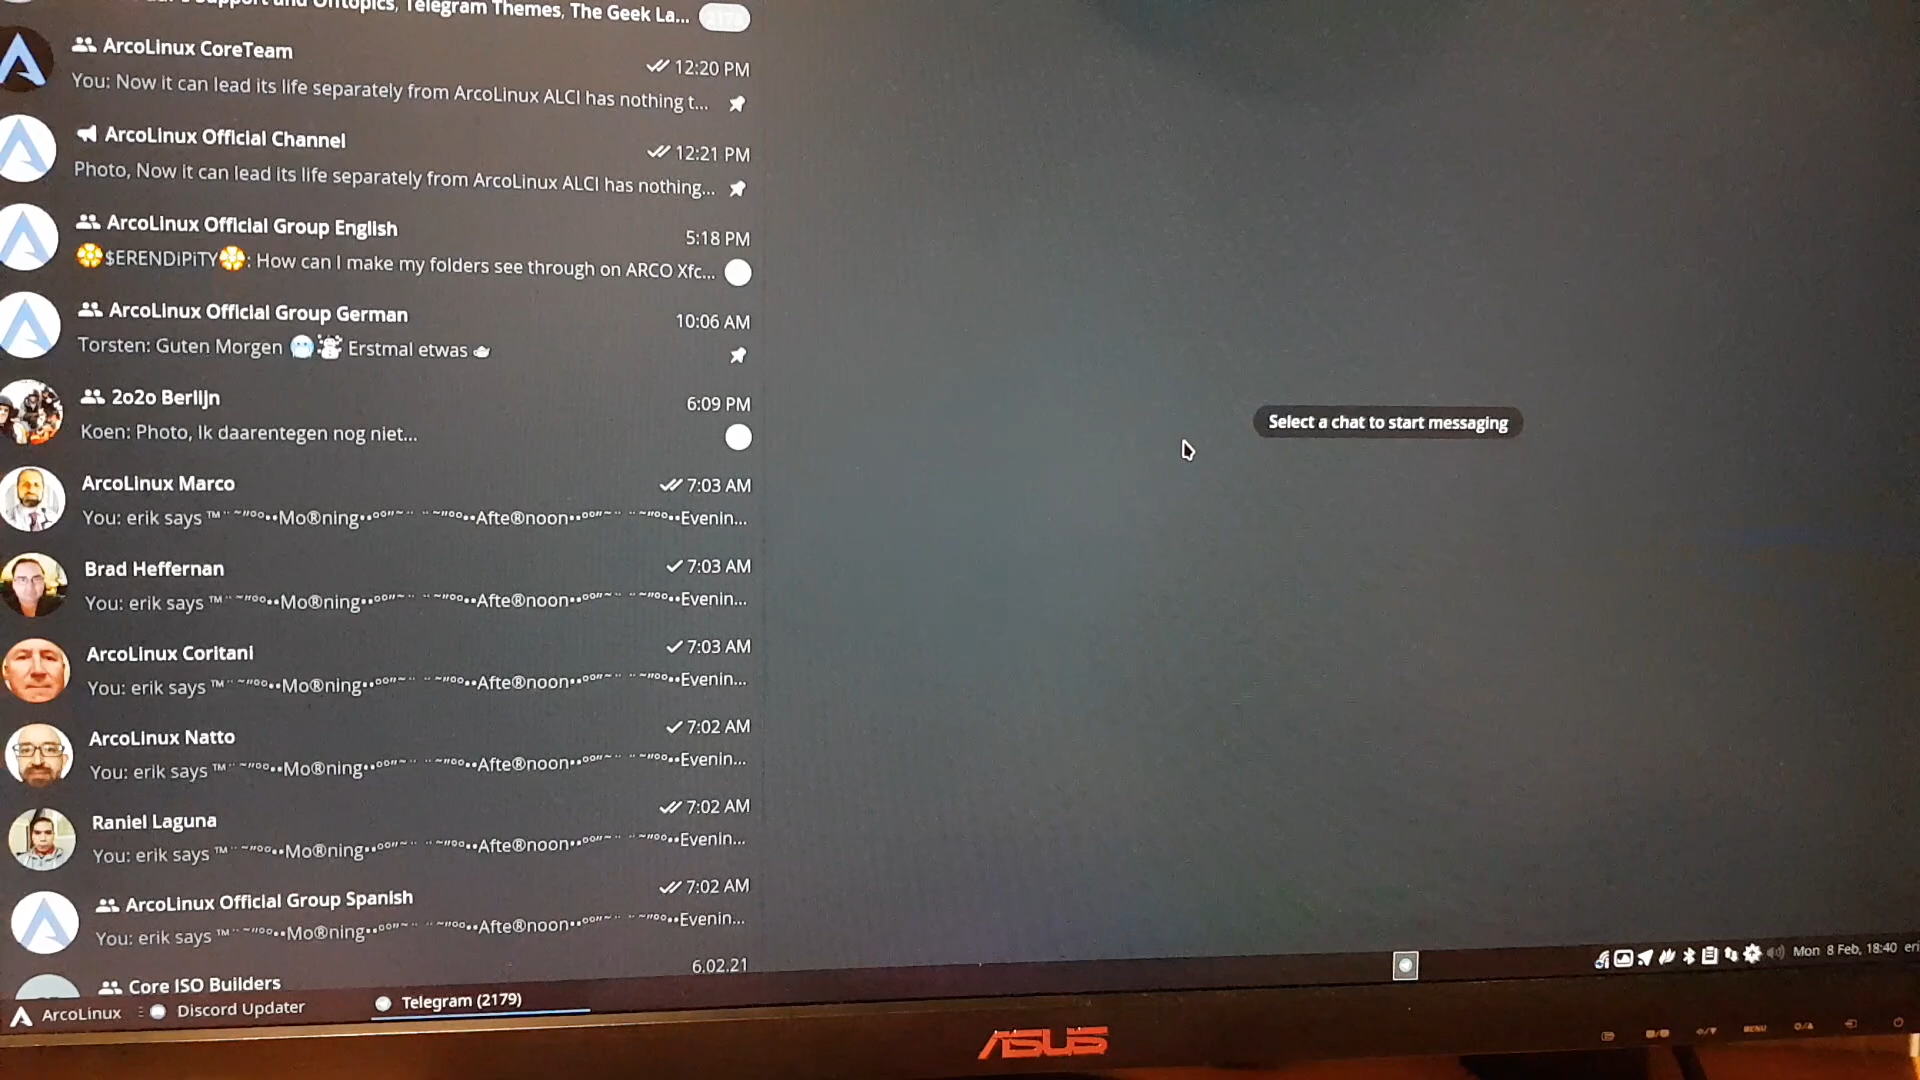 Support and Offtopics, Telegram Themes, The Geek La...
ArcoLinux CoreTeam
12:20 PM
You: Now it can lead its life separately from ArcoLinux ALCI has nothing t...
ArcoLinux Official Channel
12:21 PM
Photo, Now it can lead its life separately from ArcoLinux ALCI has nothing...
ArcoLinux Official Group English
5:18 PM
$ERENDiPiTY: How can I make my folders see through on ARCO Xfc...
ArcoLinux Official Group German
10:06 AM
Torsten: Guten Morgen 🥶☃ Erstmal etwas 🫖
2o2o Berlijn
6:09 PM
Koen: Photo, Ik daarentegen nog niet...
ArcoLinux Marco
7:03 AM
You: erik says ™¨¨˜"°º••Mo®ning••°º"˜¨ ¨˜"°º••Afte®noon••°º"˜¨ ¨˜"°º••Evenin...
Brad Heffernan
7:03 AM
You: erik says ™¨¨˜"°º••Mo®ning••°º"˜¨ ¨˜"°º••Afte®noon••°º"˜¨ ¨˜"°º••Evenin...
ArcoLinux Coritani
7:03 AM
You: erik says ™¨¨˜"°º••Mo®ning••°º"˜¨ ¨˜"°º••Afte®noon••°º"˜¨ ¨˜"°º••Evenin...
ArcoLinux Natto
7:02 AM
You: erik says ™¨¨˜"°º••Mo®ning••°º"˜¨ ¨˜"°º••Afte®noon••°º"˜¨ ¨˜"°º••Evenin...
Raniel Laguna
7:02 AM
You: erik says ™¨¨˜"°º••Mo®ning••°º"˜¨ ¨˜"°º••Afte®noon••°º"˜¨ ¨˜"°º••Evenin...
ArcoLinux Official Group Spanish
7:02 AM
You: erik says ™¨¨˜"°º••Mo®ning••°º"˜¨ ¨˜"°º••Afte®noon••°º"˜¨ ¨˜"°º••Evenin...
Core ISO Builders
6.02.21
Select a chat to start messaging
ArcoLinux
Discord Updater
Telegram (2179)
Mon 8 Feb, 18:40 eri
ASUS
MENU